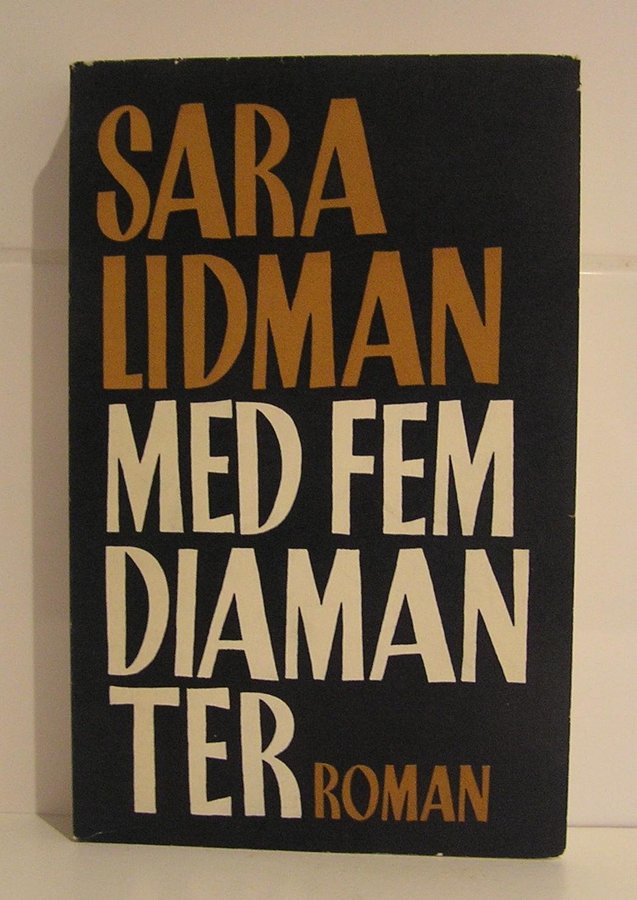 SARA
LIDMAN
MED FEM
DIAMAN
TER ROMAN